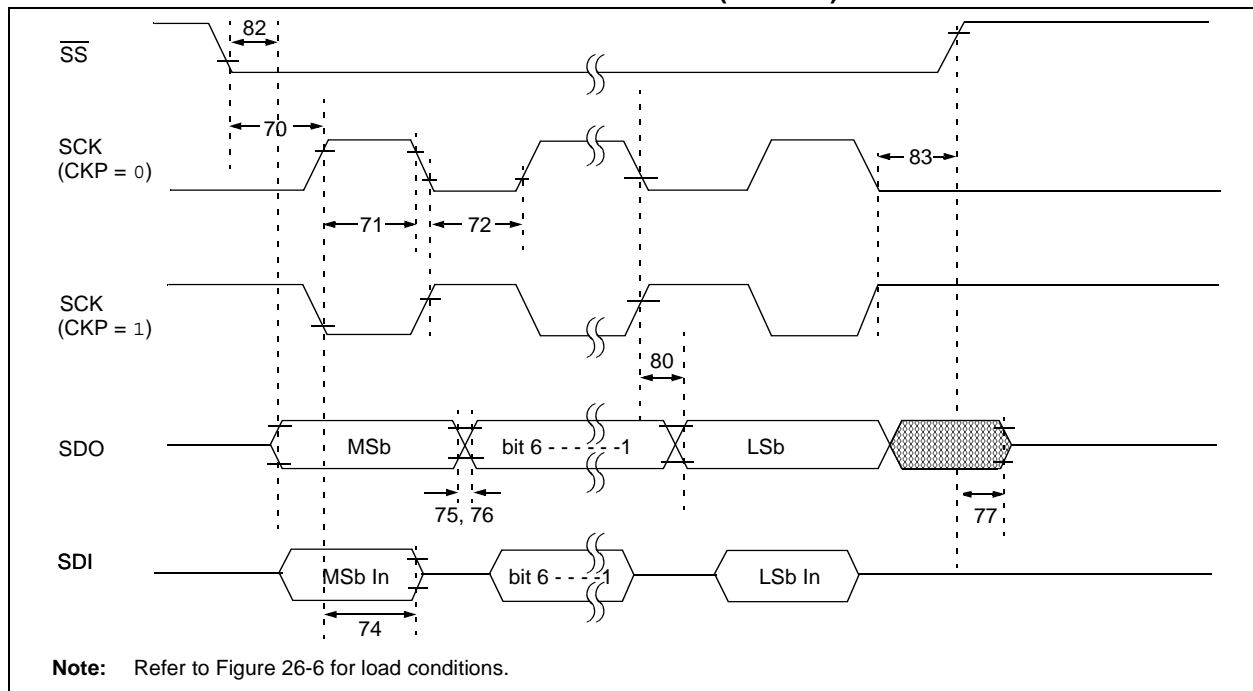 82
SS
70
SCK
(CKP = 0)
83
71
72
SCK
(CKP = 1)
80
SDO
MSb
bit 6 - - - - - -1
LSb
75, 76
77
SDI
MSb In
bit 6 - - - -1
LSb In
74
Note: Refer to Figure 26-6 for load conditions.